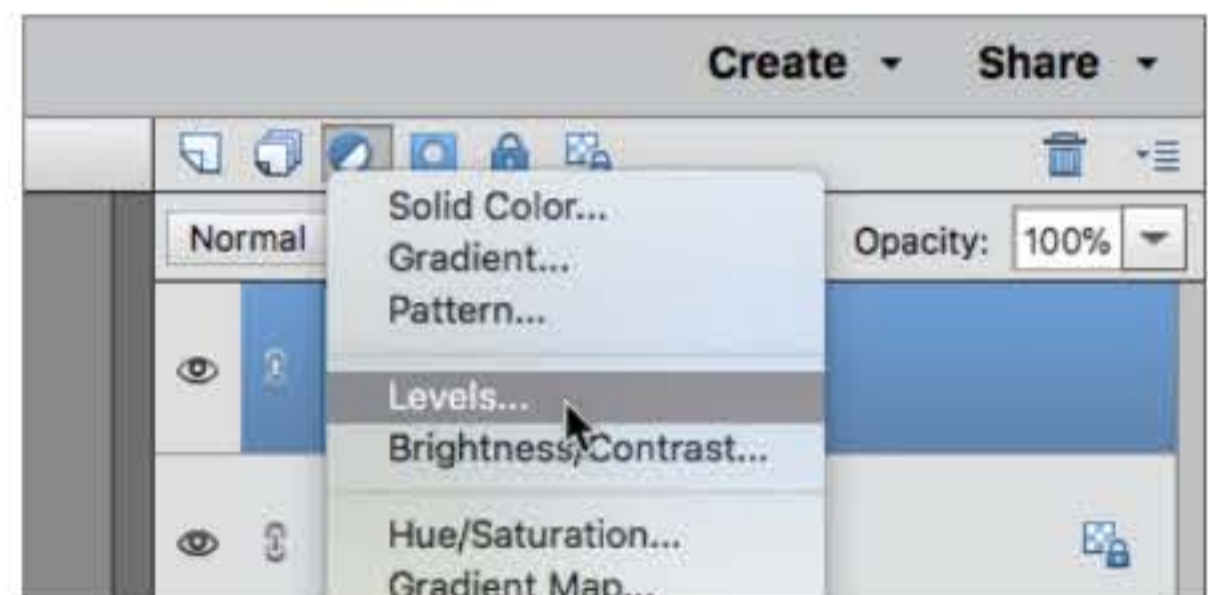 Create Share
Normal
Opacity: 100%
Solid Color...
Gradient...
Pattern...
Levels...
Brightness/Contrast...
Hue/Saturation...
Gradient Map...